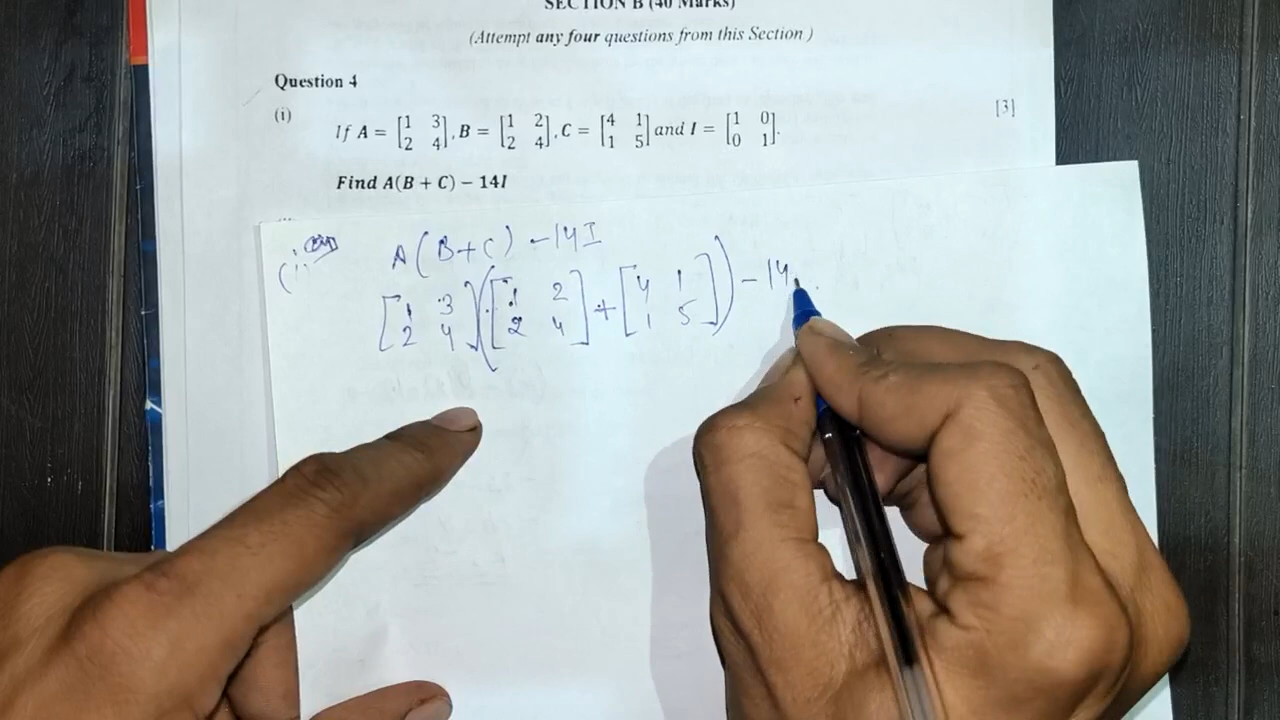 SECTION B (40 Marks)
(Attempt any four questions from this Section )
Question 4
(i) If A = [1 3 2 4], B = [1 2 2 4], C = [4 1 1 5] and I = [1 0 0 1]. [3]
Find A(B + C) − 14I
(i) A(B+C) -14I
[1 3 2 4]([1 2 2 4]+[4 1 1 5]) -14